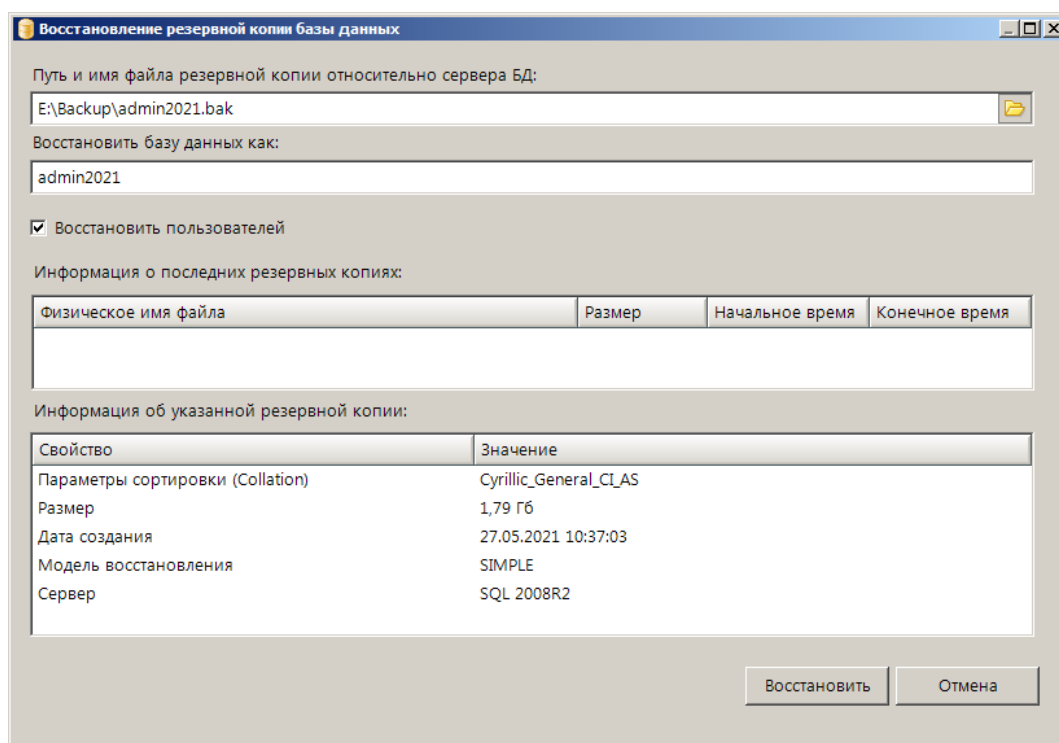 Восстановление резервной копии базы данных
Путь и имя файла резервной копии относительно сервера БД:
E:\Backup\admin2021.bak
Восстановить базу данных как:
admin2021
Восстановить пользователей
Информация о последних резервных копиях:
Физическое имя файла Размер Начальное время Конечное время
Информация об указанной резервной копии:
Свойство Значение
Параметры сортировки (Collation) Cyrillic_General_CI_AS
Размер 1,79 Гб
Дата создания 27.05.2021 10:37:03
Модель восстановления SIMPLE
Сервер SQL 2008R2
Восстановить Отмена